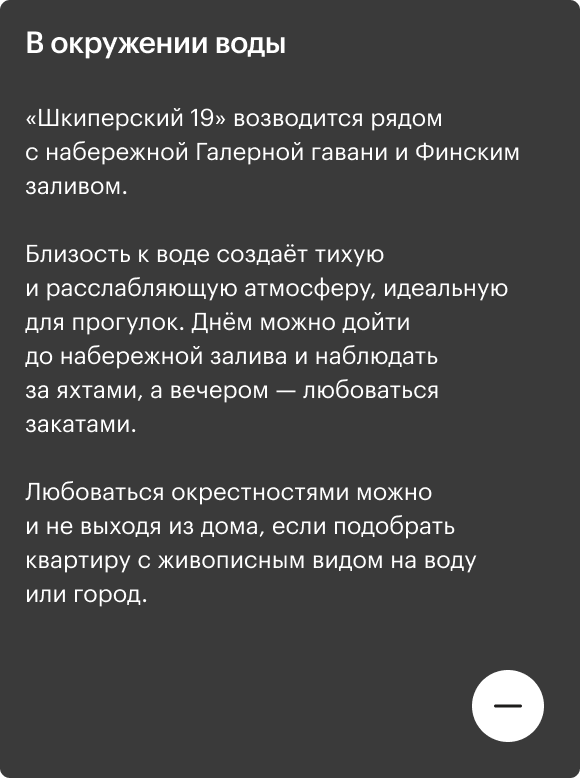 В окружении воды
«Шкиперский 19» возводится рядом
с набережной Галерной гавани и Финским
заливом.
Близость к воде создаёт тихую
и расслабляющую атмосферу, идеальную
для прогулок. Днём можно дойти
до набережной залива и наблюдать
за яхтами, а вечером — любоваться
закатами.
Любоваться окрестностями можно
и не выходя из дома, если подобрать
квартиру с живописным видом на воду
или город.